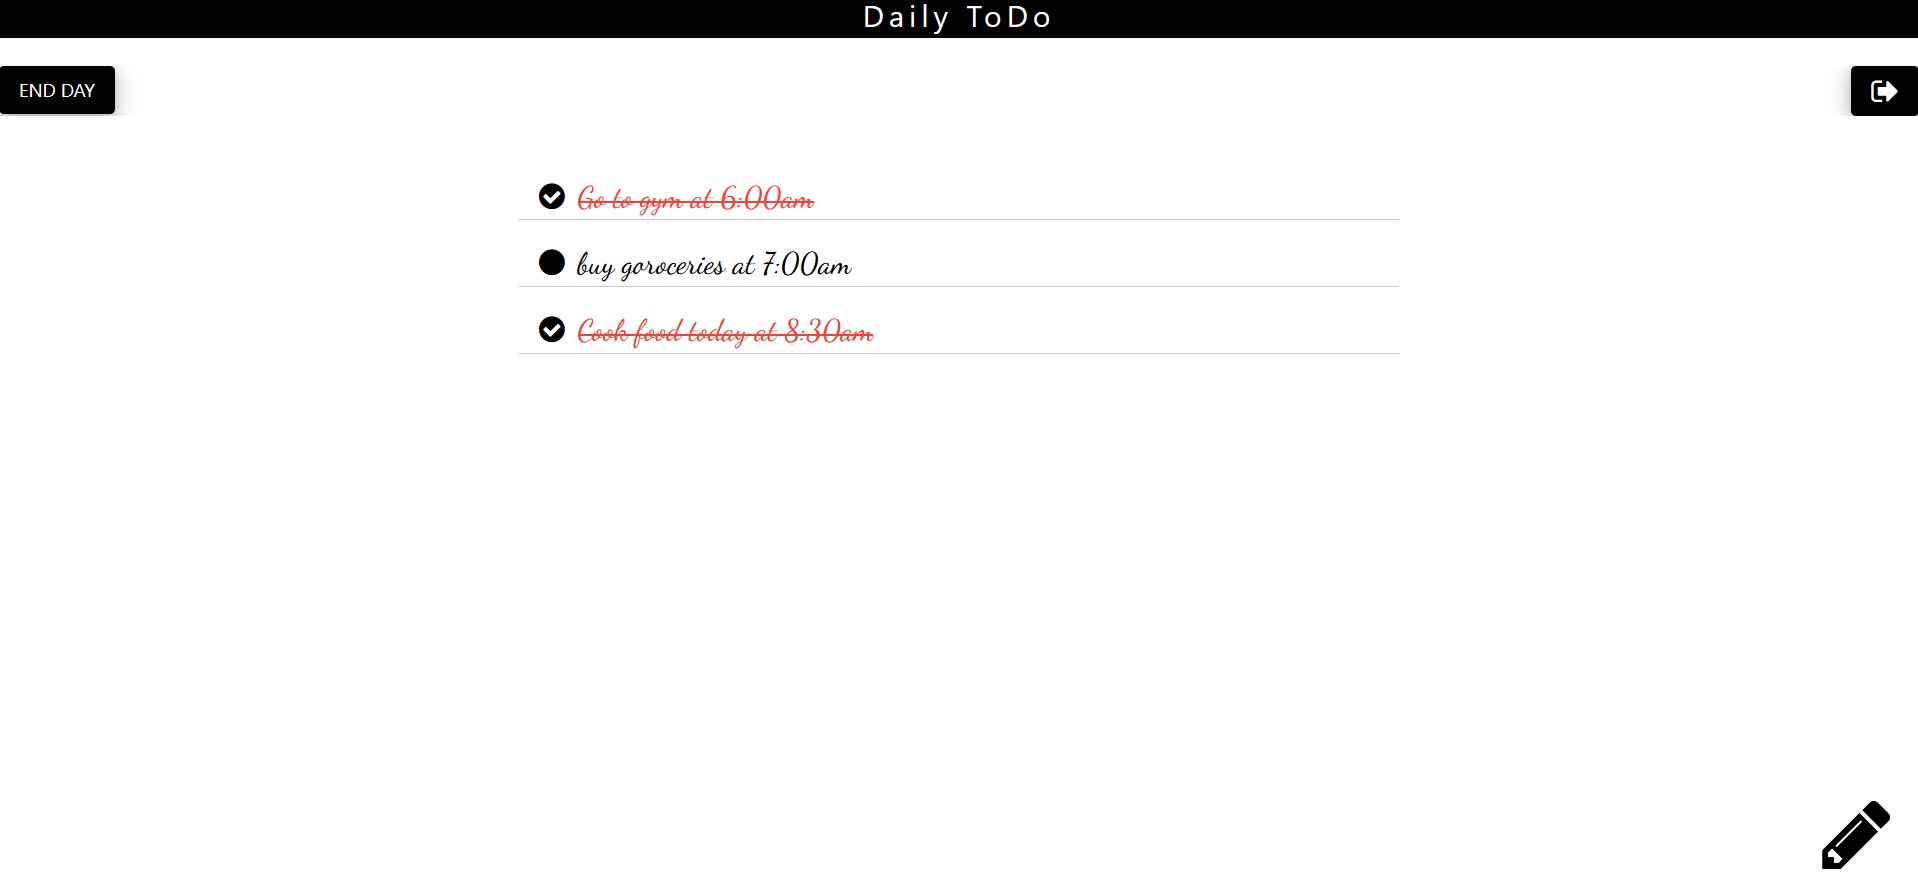 Daily ToDo
END DAY
Go to gym at 6:00am
buy goroceries at 7:00am
Cook food today at 8:30am